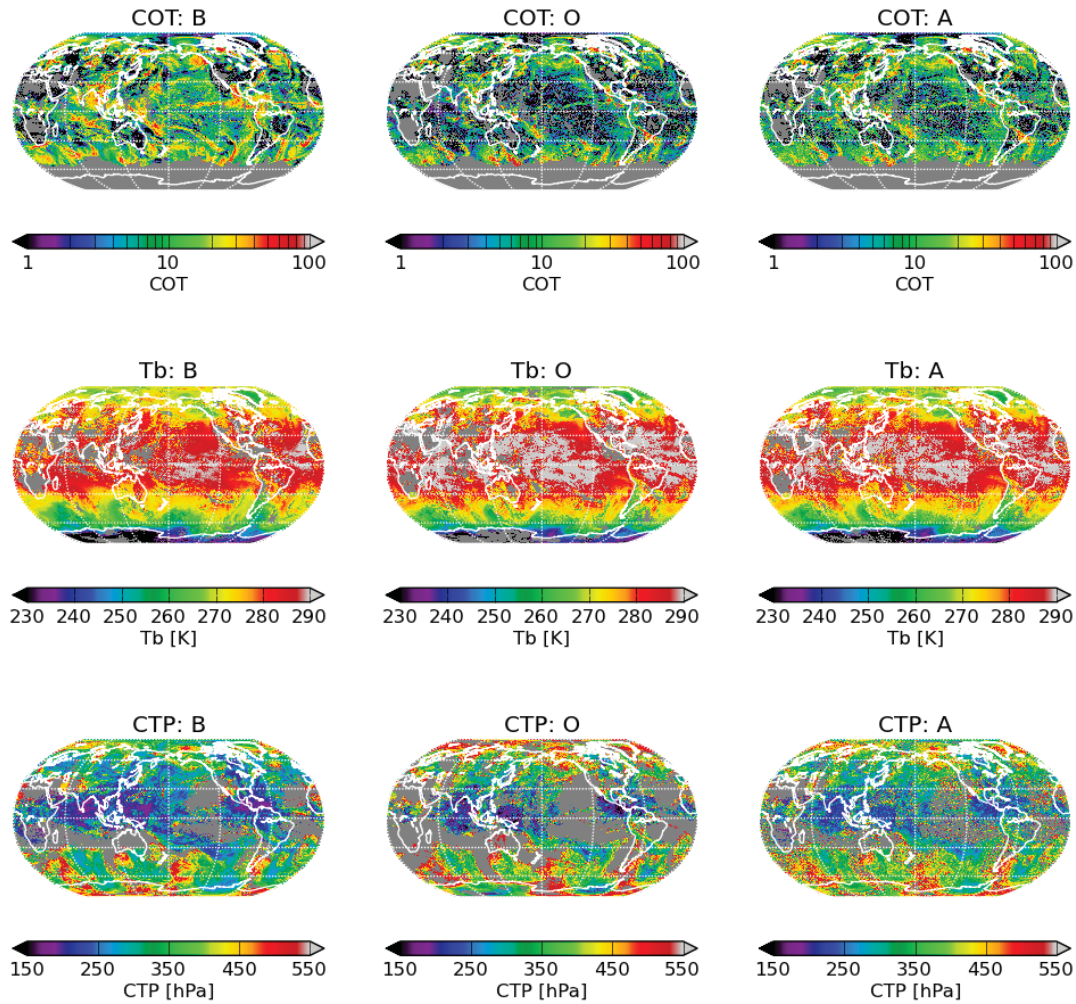 COT: B COT: O COT: A
1 10 100 1 10 100 1 10 100
COT COT COT
Tb: B Tb: O Tb: A
230 240 250 260 270 280 290 230 240 250 260 270 280 290 230 240 250 260 270 280 290
Tb [K] Tb [K] Tb [K]
CTP: B CTP: O CTP: A
150 250 350 450 550 150 250 350 450 550 150 250 350 450 550
CTP [hPa] CTP [hPa] CTP [hPa]